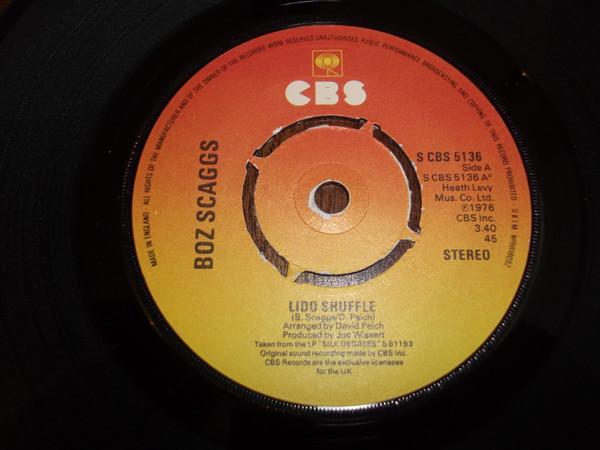 MADE IN ENGLAND · ALL RIGHTS OF THE MANUFACTURER AND OF THE OWNER OF THE RECORDED WORK RESERVED UNAUTHORISED PUBLIC PERFORMANCE BROADCASTING AND COPYING OF THIS RECORD PROHIBITED ·
CBS
BOZ SCAGGS
S CBS 5136
Side A
S CBS 5136 A°
Heath Levy
Mus. Co. Ltd.
℗1976
CBS Inc.
3.40
45
STEREO
LIDO SHUFFLE
(B. Scaggs/D. Paich)
Arranged by David Paich
Produced by Joe Wissert
Taken from the LP "SILK DEGREES" S 81193
Original sound recording made by CBS Inc.
CBS Records are the exclusive licensees
for the UK